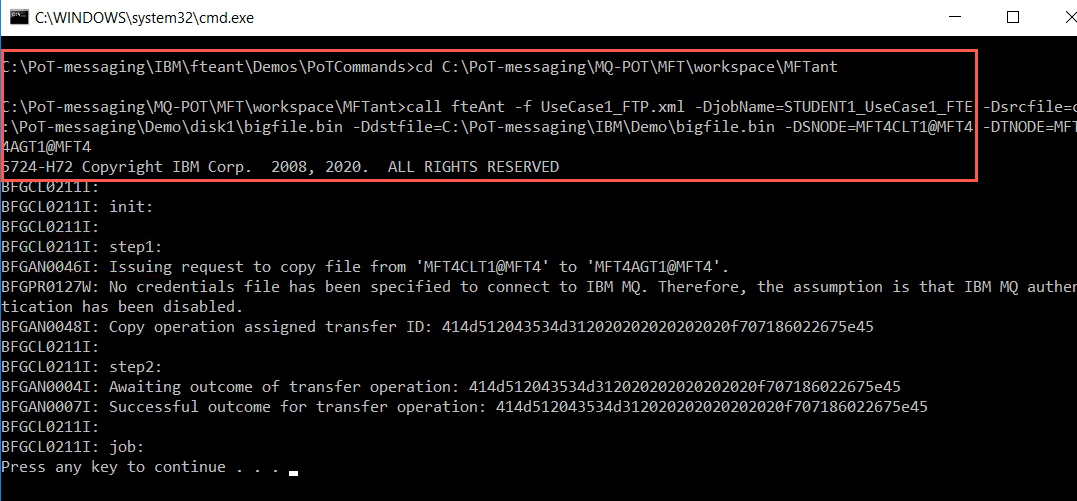 C:\WINDOWS\system32\cmd.exe
C:\PoT-messaging\IBM\fteant\Demos\PoTCommands>cd C:\PoT-messaging\MQ-POT\MFT\workspace\MFTant
C:\PoT-messaging\MQ-POT\MFT\workspace\MFTant>call fteAnt -f UseCase1_FTP.xml -DjobName=STUDENT1_UseCase1_FTE -Dsrcfile=c
:\PoT-messaging\Demo\disk1\bigfile.bin -Ddstfile=C:\PoT-messaging\IBM\Demo\bigfile.bin -DSNODE=MFT4CLT1@MFT4 -DTNODE=MFT
4AGT1@MFT4
5724-H72 Copyright IBM Corp.  2008, 2020.  ALL RIGHTS RESERVED
BFGCL0211I:
BFGCL0211I: init:
BFGCL0211I:
BFGCL0211I: step1:
BFGAN0046I: Issuing request to copy file from 'MFT4CLT1@MFT4' to 'MFT4AGT1@MFT4'.
BFGPR0127W: No credentials file has been specified to connect to IBM MQ. Therefore, the assumption is that IBM MQ authen
tication has been disabled.
BFGAN0048I: Copy operation assigned transfer ID: 414d512043534d312020202020202020f707186022675e45
BFGCL0211I:
BFGCL0211I: step2:
BFGAN0004I: Awaiting outcome of transfer operation: 414d512043534d312020202020202020f707186022675e45
BFGAN0007I: Successful outcome for transfer operation: 414d512043534d312020202020202020f707186022675e45
BFGCL0211I:
BFGCL0211I: job:
Press any key to continue . . .